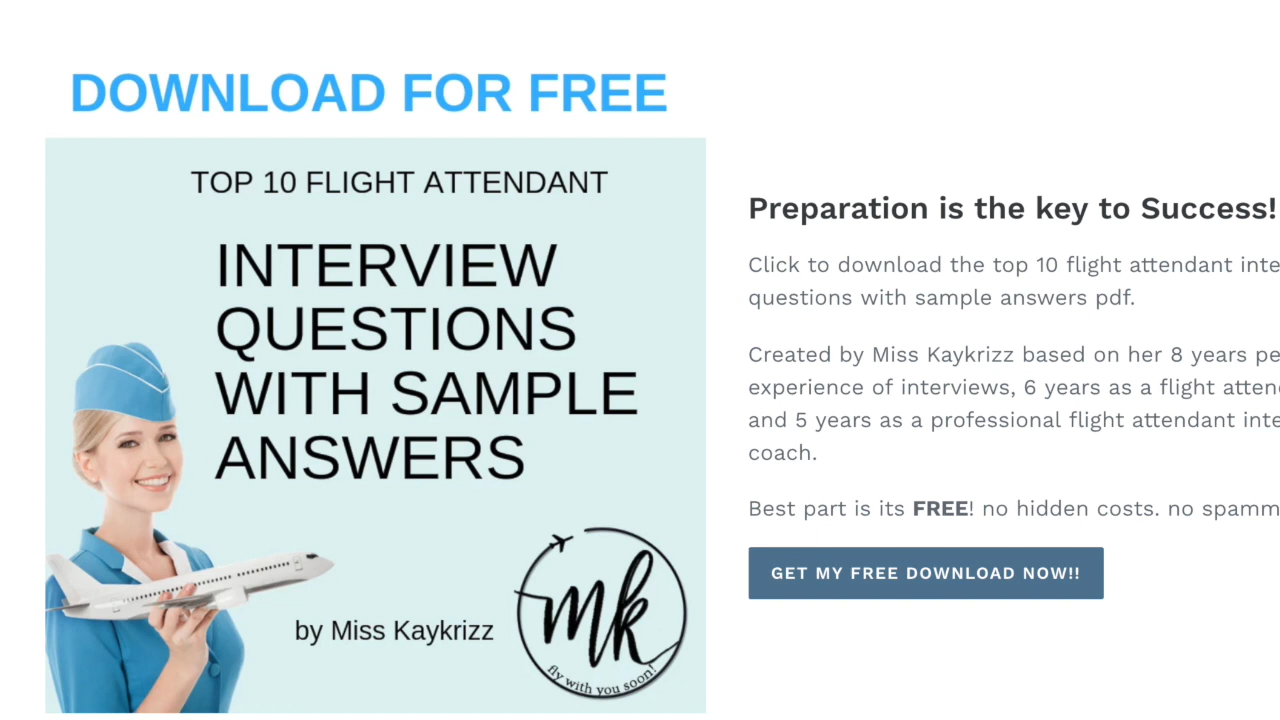 DOWNLOAD FOR FREE
TOP 10 FLIGHT ATTENDANT
INTERVIEW
QUESTIONS
WITH SAMPLE
ANSWERS
by Miss Kaykrizz
mk
fly with you soon!
Preparation is the key to Success!
Click to download the top 10 flight attendant inte
questions with sample answers pdf.
Created by Miss Kaykrizz based on her 8 years pe
experience of interviews, 6 years as a flight atten
and 5 years as a professional flight attendant inte
coach.
Best part is its FREE! no hidden costs. no spamm
GET MY FREE DOWNLOAD NOW!!